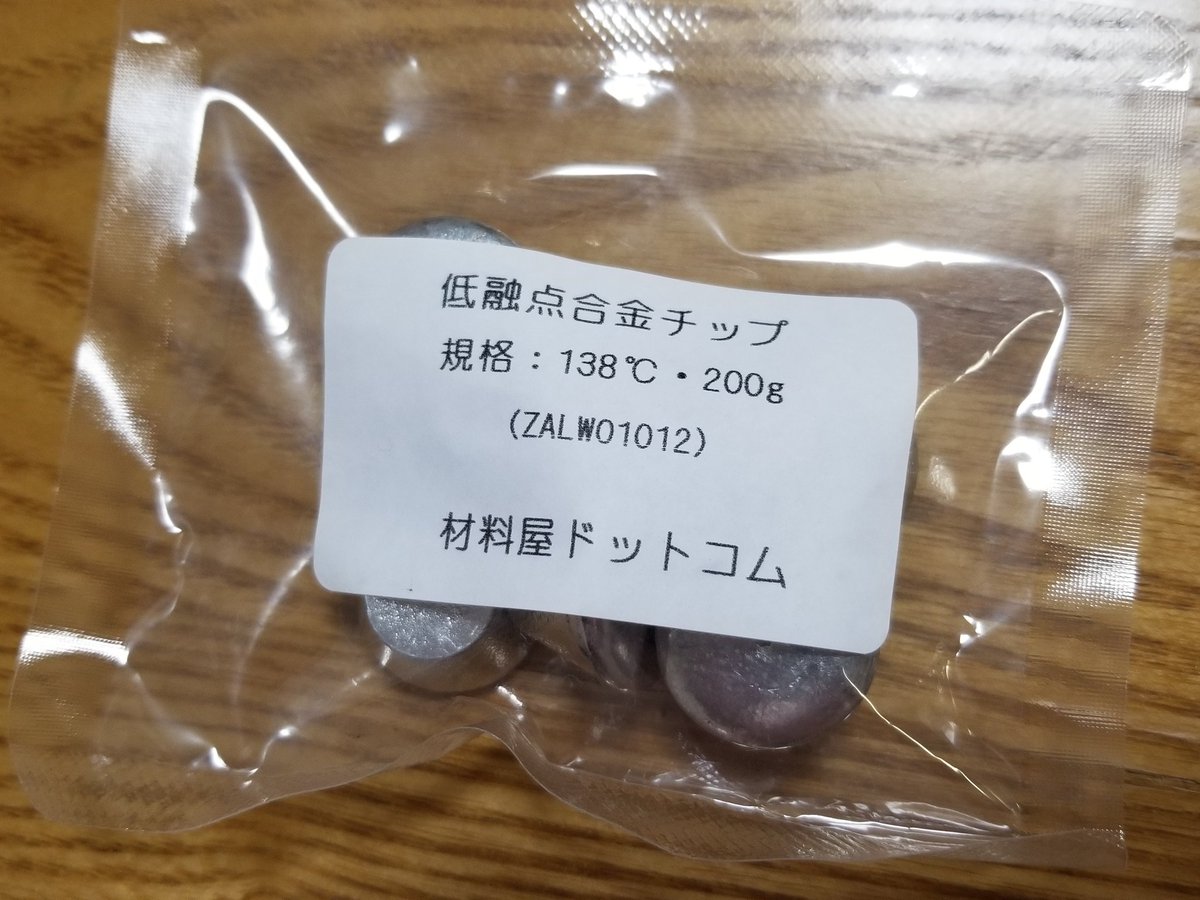 低融点合金チップ
規格：138℃・200g
(ZALW01012)
材料屋ドットコム